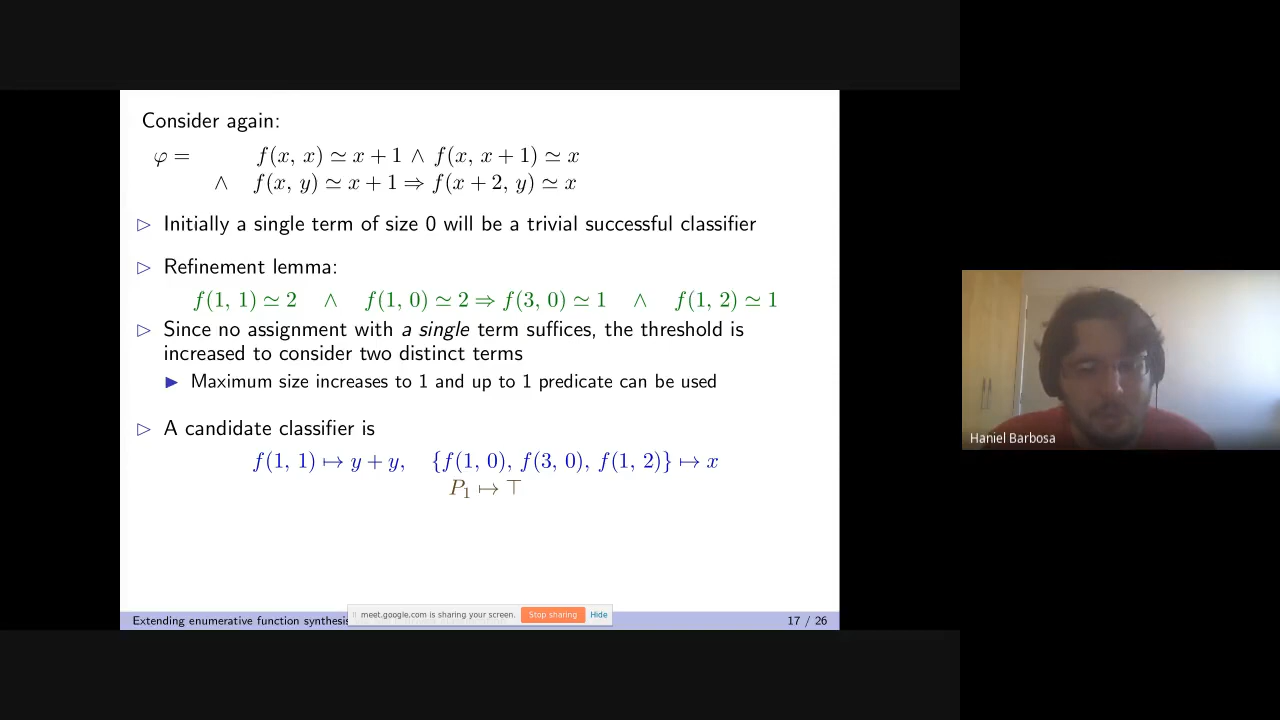 Consider again:
φ = f(x, x) ≃ x + 1 ∧ f(x, x + 1) ≃ x
∧ f(x, y) ≃ x + 1 ⇒ f(x + 2, y) ≃ x
▷ Initially a single term of size 0 will be a trivial successful classifier
▷ Refinement lemma:
f(1, 1) ≃ 2 ∧ f(1, 0) ≃ 2 ⇒ f(3, 0) ≃ 1 ∧ f(1, 2) ≃ 1
▷ Since no assignment with a single term suffices, the threshold is
increased to consider two distinct terms
▶ Maximum size increases to 1 and up to 1 predicate can be used
▷ A candidate classifier is
f(1, 1) ↦ y + y, {f(1, 0), f(3, 0), f(1, 2)} ↦ x
P₁ ↦ ⊤
Haniel Barbosa
meet.google.com is sharing your screen. Stop sharing Hide
Extending enumerative function synthesis 17 / 26